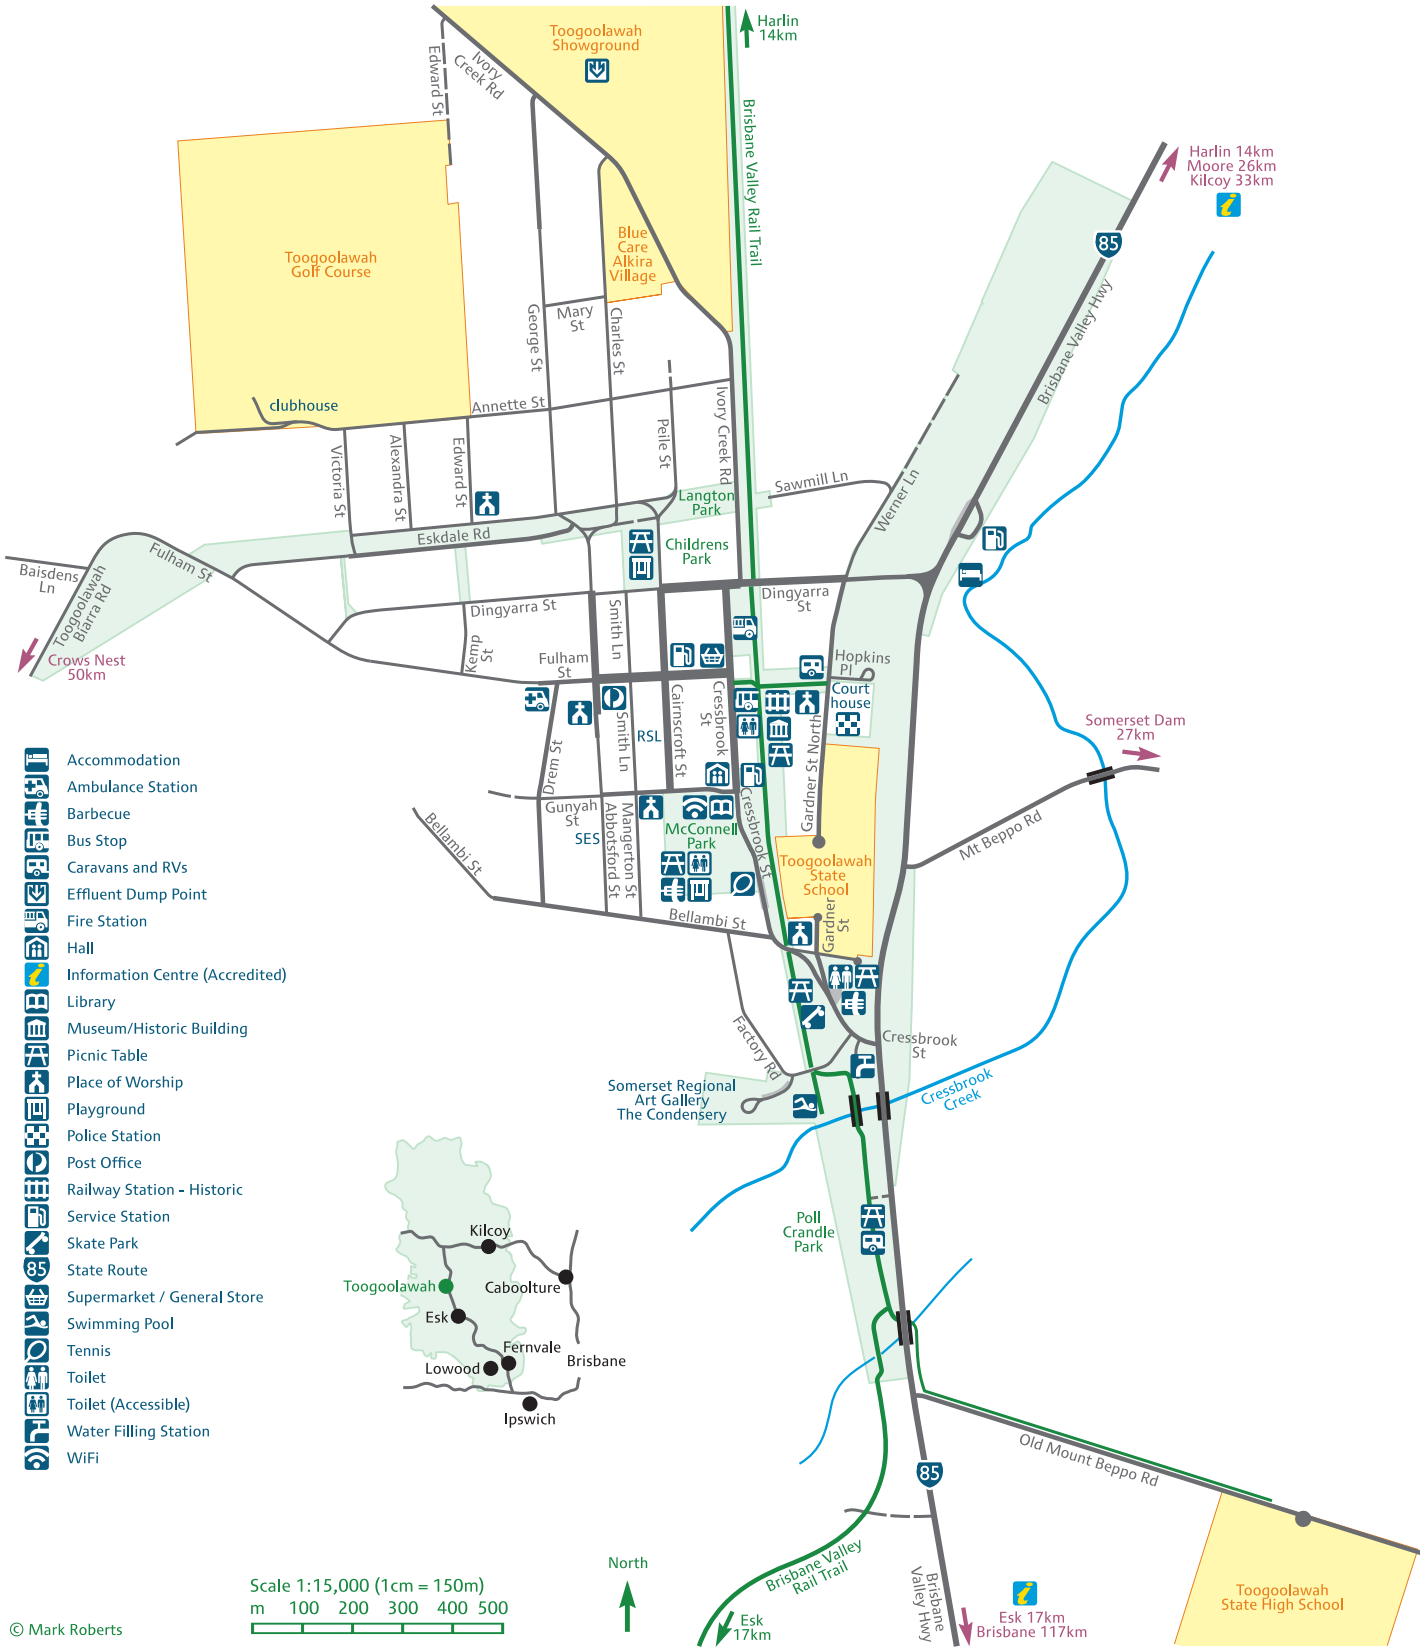 Harlin
14km
Toogoolawah
Showground
Edward St
Ivory
Creek Rd
Brisbane Valley Rail Trail
Harlin 14km
Moore 26km
Kilcoy 33km
85
Brisbane Valley Hwy
Toogoolawah
Golf Course
Blue
Care
Alkira
Village
Mary
St
George St
Charles St
clubhouse
Annette St
Ivory Creek Rd
Peile St
Victoria St
Alexandra St
Edward St
Langton
Park
Sawmill Ln
Werner Ln
Eskdale Rd
Childrens
Park
Fulham St
Baisdens
Ln
Toogoolawah
Biarra Rd
Crows Nest
50km
Dingyarra St
Dingyarra
St
Kemp
St
Smith Ln
Fulham
St
Hopkins
Pl
Court
house
Cairnscroft St
Cressbrook
St
Smith Ln
RSL
Drem St
Gardner St North
Somerset Dam
27km
Mt Beppo Rd
Gunyah
St
SES
Abbotsford St
Mangerton St
McConnell
Park
Cressbrook St
Bellambi St
Bellambi St
Toogoolawah
State
School
Gardner
St
Factory Rd
Cressbrook
St
Cressbrook
Creek
Somerset Regional
Art Gallery
The Condensery
Poll
Crandle
Park
Accommodation
Ambulance Station
Barbecue
Bus Stop
Caravans and RVs
Effluent Dump Point
Fire Station
Hall
Information Centre (Accredited)
Library
Museum/Historic Building
Picnic Table
Place of Worship
Playground
Police Station
Post Office
Railway Station - Historic
Service Station
Skate Park
85
State Route
Supermarket / General Store
Swimming Pool
Tennis
Toilet
Toilet (Accessible)
Water Filling Station
WiFi
Kilcoy
Toogoolawah
Caboolture
Esk
Fernvale
Lowood
Brisbane
Ipswich
Old Mount Beppo Rd
85
Brisbane Valley
Rail Trail
Brisbane
Valley Hwy
North
Scale 1:15,000 (1cm = 150m)
m 100 200 300 400 500
Esk
17km
Esk 17km
Brisbane 117km
Toogoolawah
State High School
© Mark Roberts